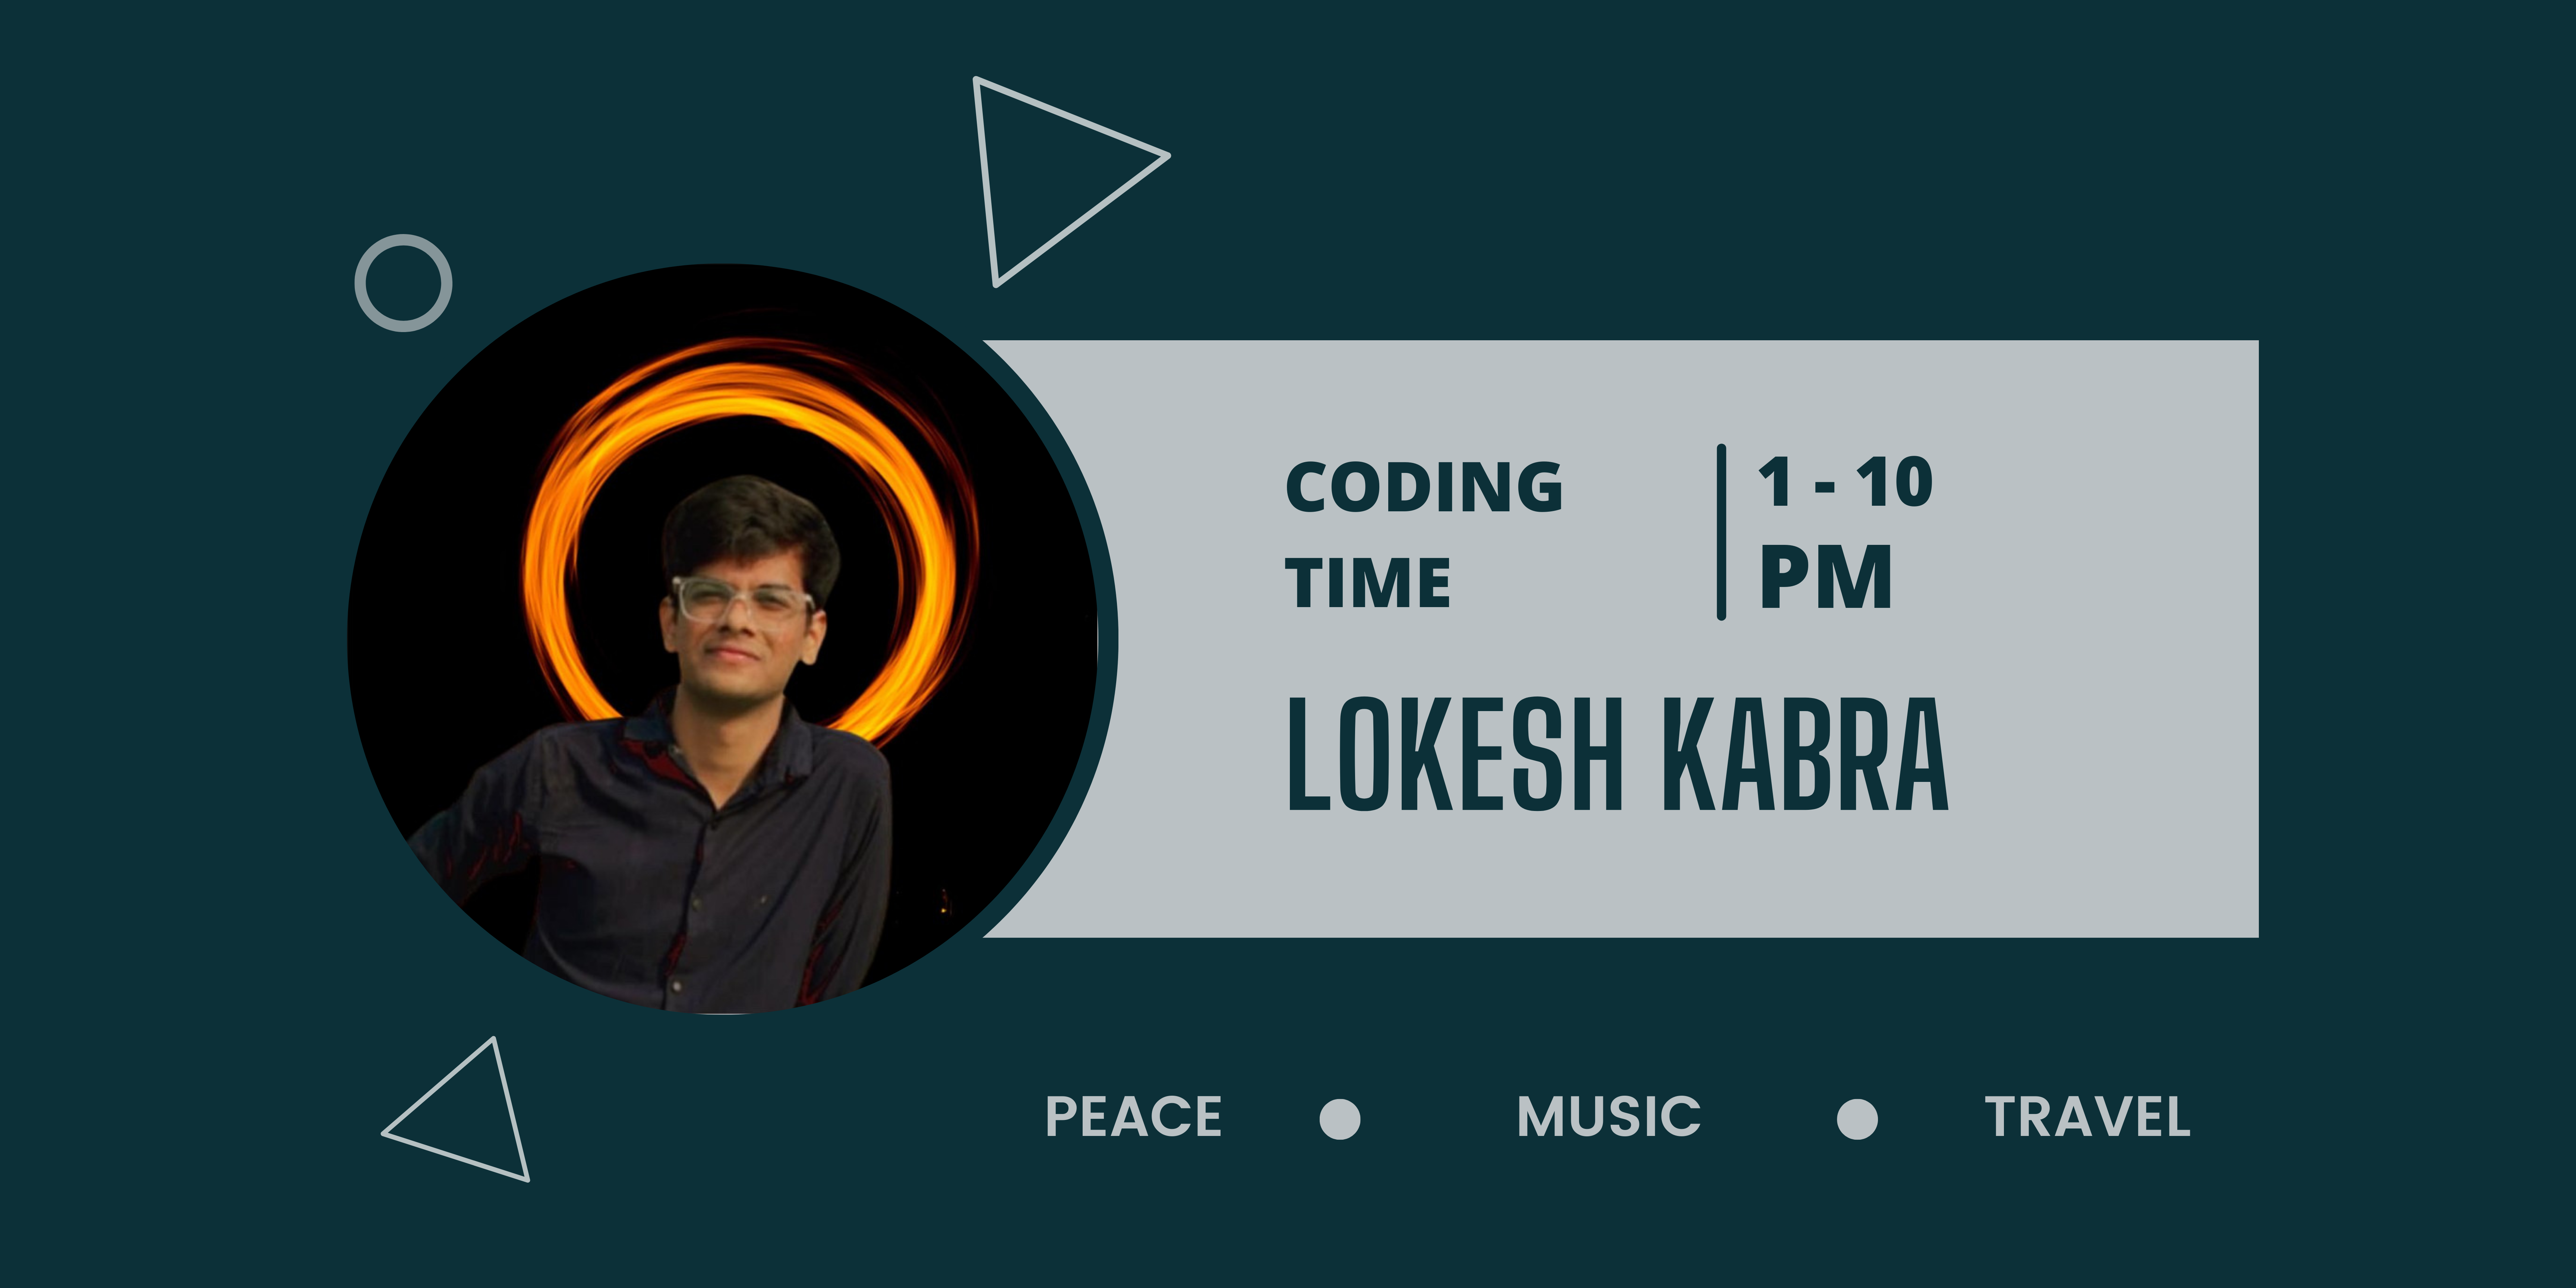 CODING
TIME
1 - 10
PM
LOKESH KABRA
PEACE
MUSIC
TRAVEL